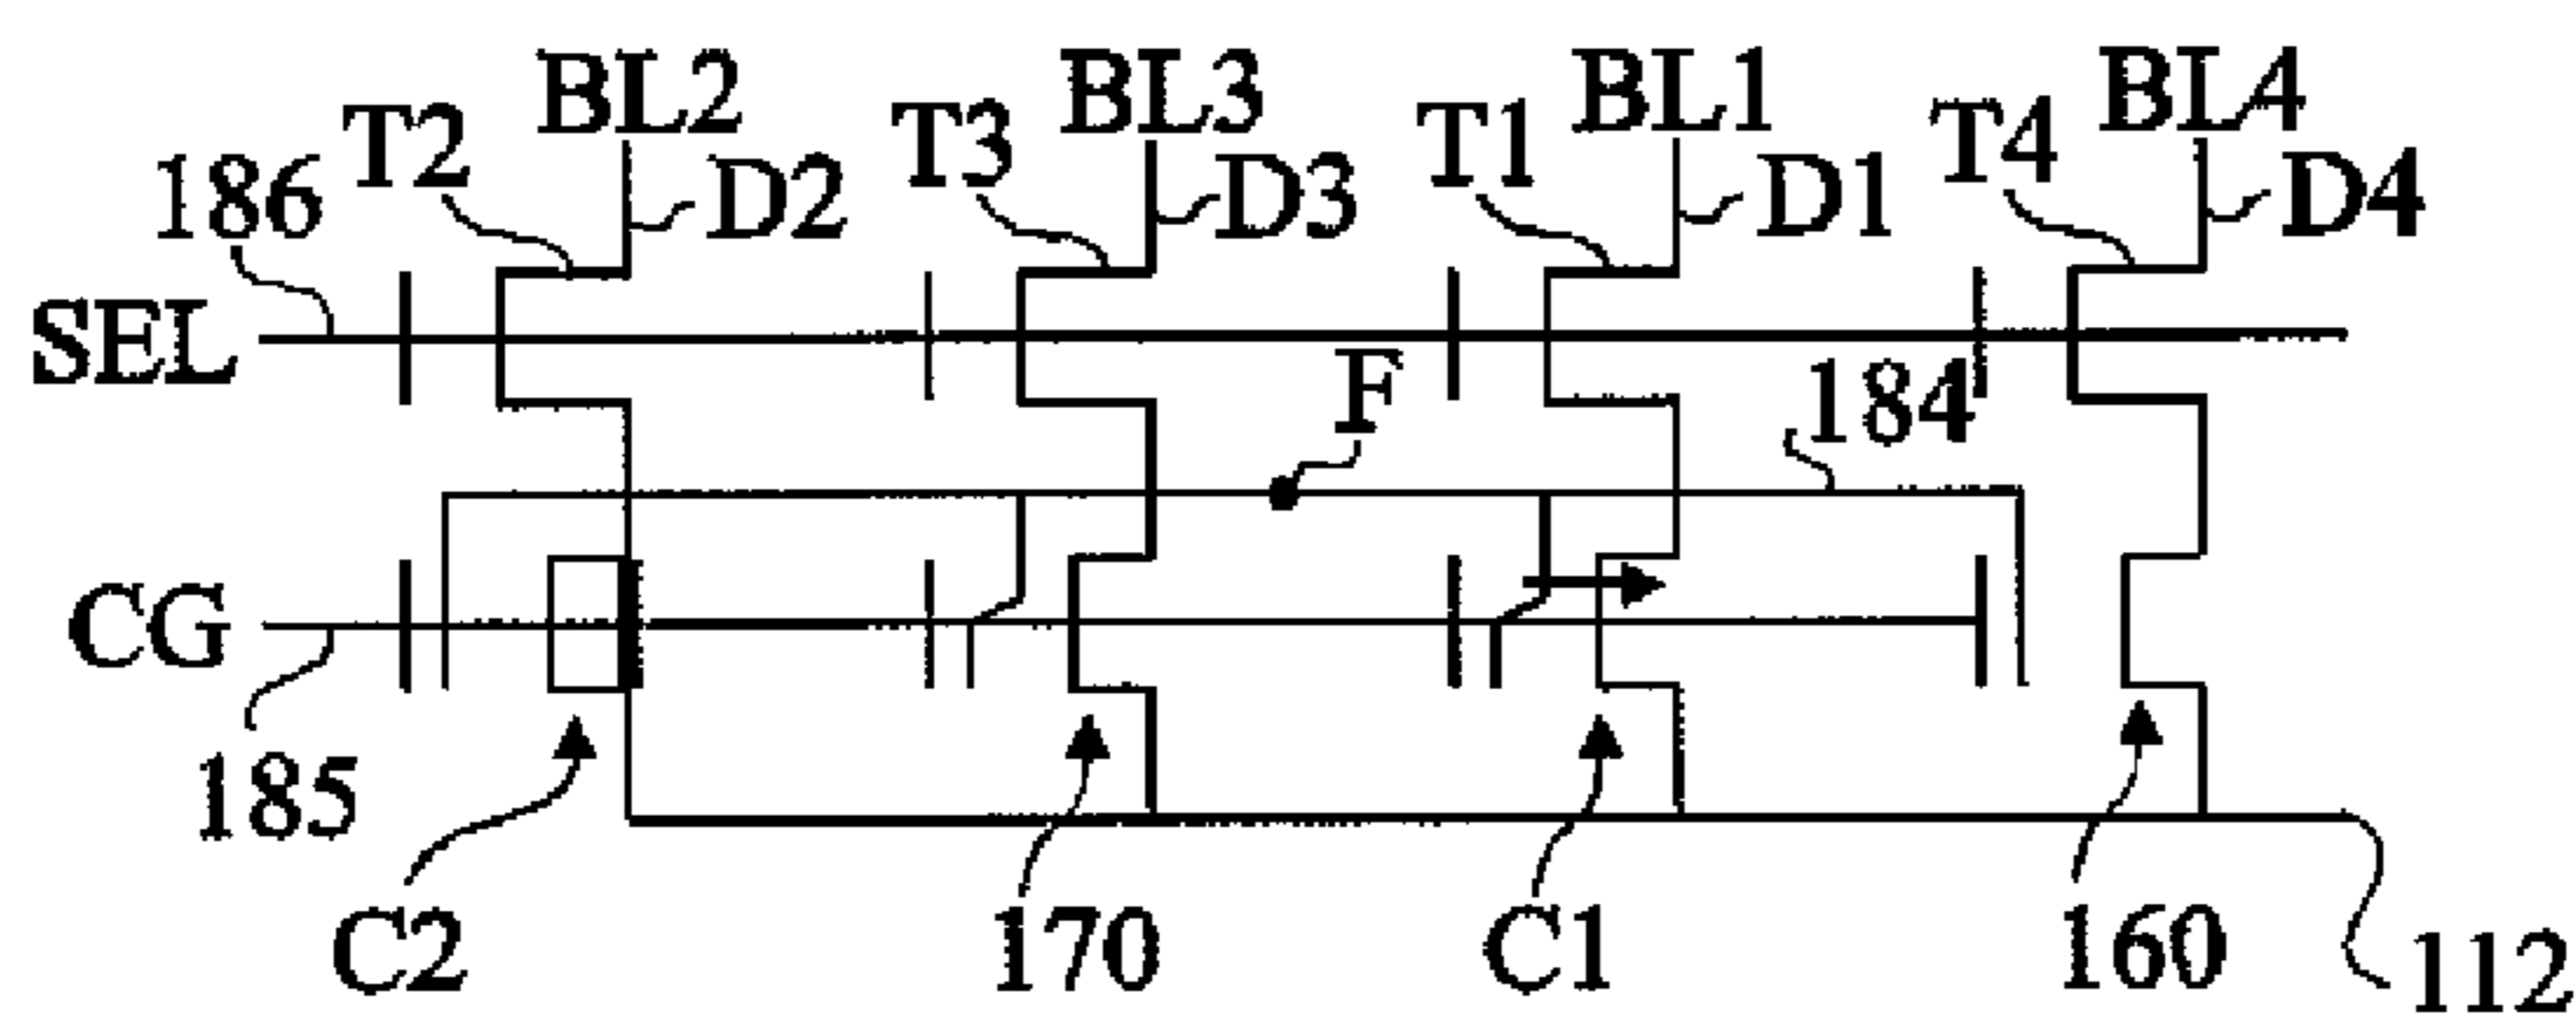 BL2 BL3 BL1 BL4
T2 T3 T1 T4
186 D2 D3 D1 D4
SEL
F 184
CG
185
C2 170 C1 160 112